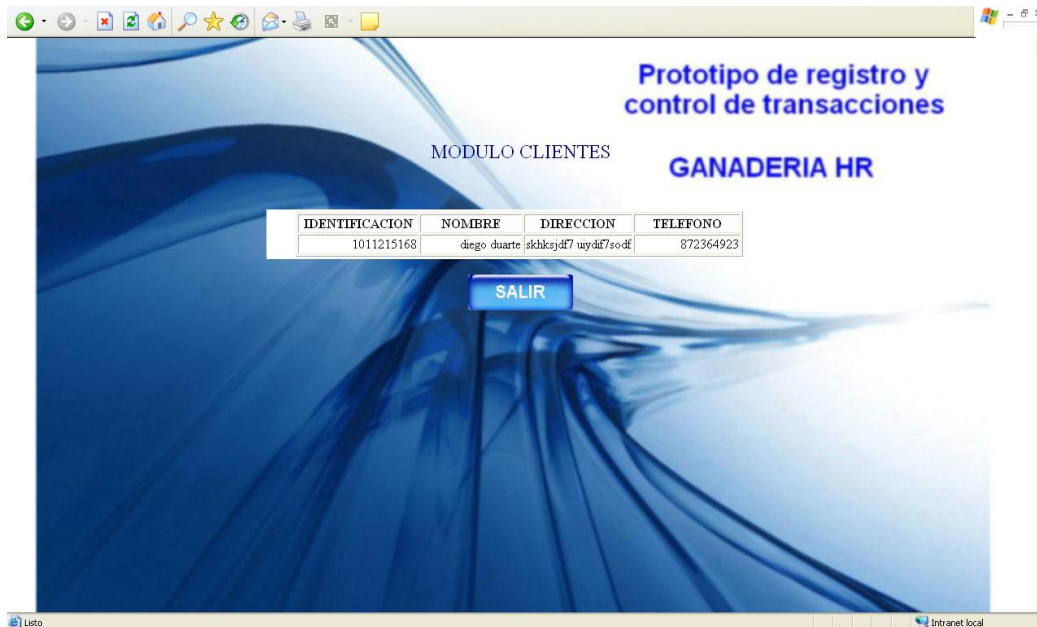 Prototipo de registro y
control de transacciones
MODULO CLIENTES
GANADERIA HR
IDENTIFICACION NOMBRE DIRECCION TELEFONO
1011215168 diego duarte skhksjdf7 uiydif7sodf 872364923
SALIR
Listo Intranet local